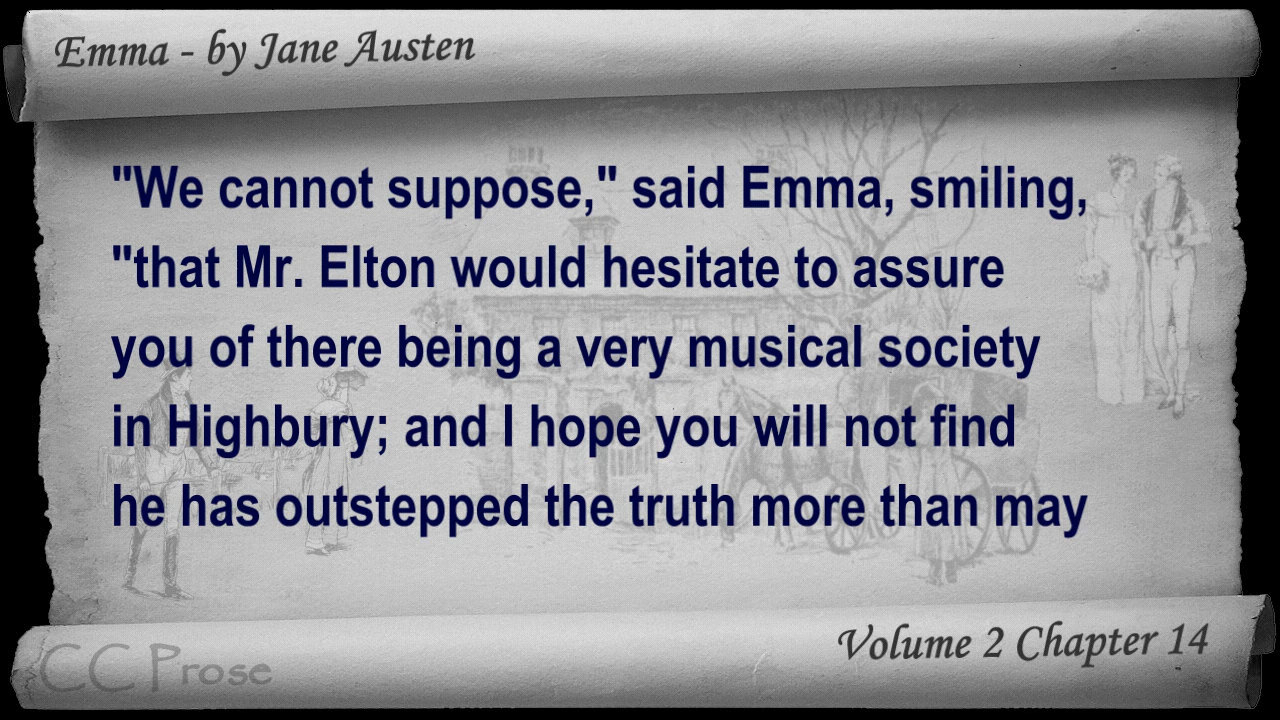 Emma - by Jane Austen
"We cannot suppose," said Emma, smiling,
"that Mr. Elton would hesitate to assure
you of there being a very musical society
in Highbury; and I hope you will not find
he has outstepped the truth more than may
Volume 2 Chapter 14
CC Prose